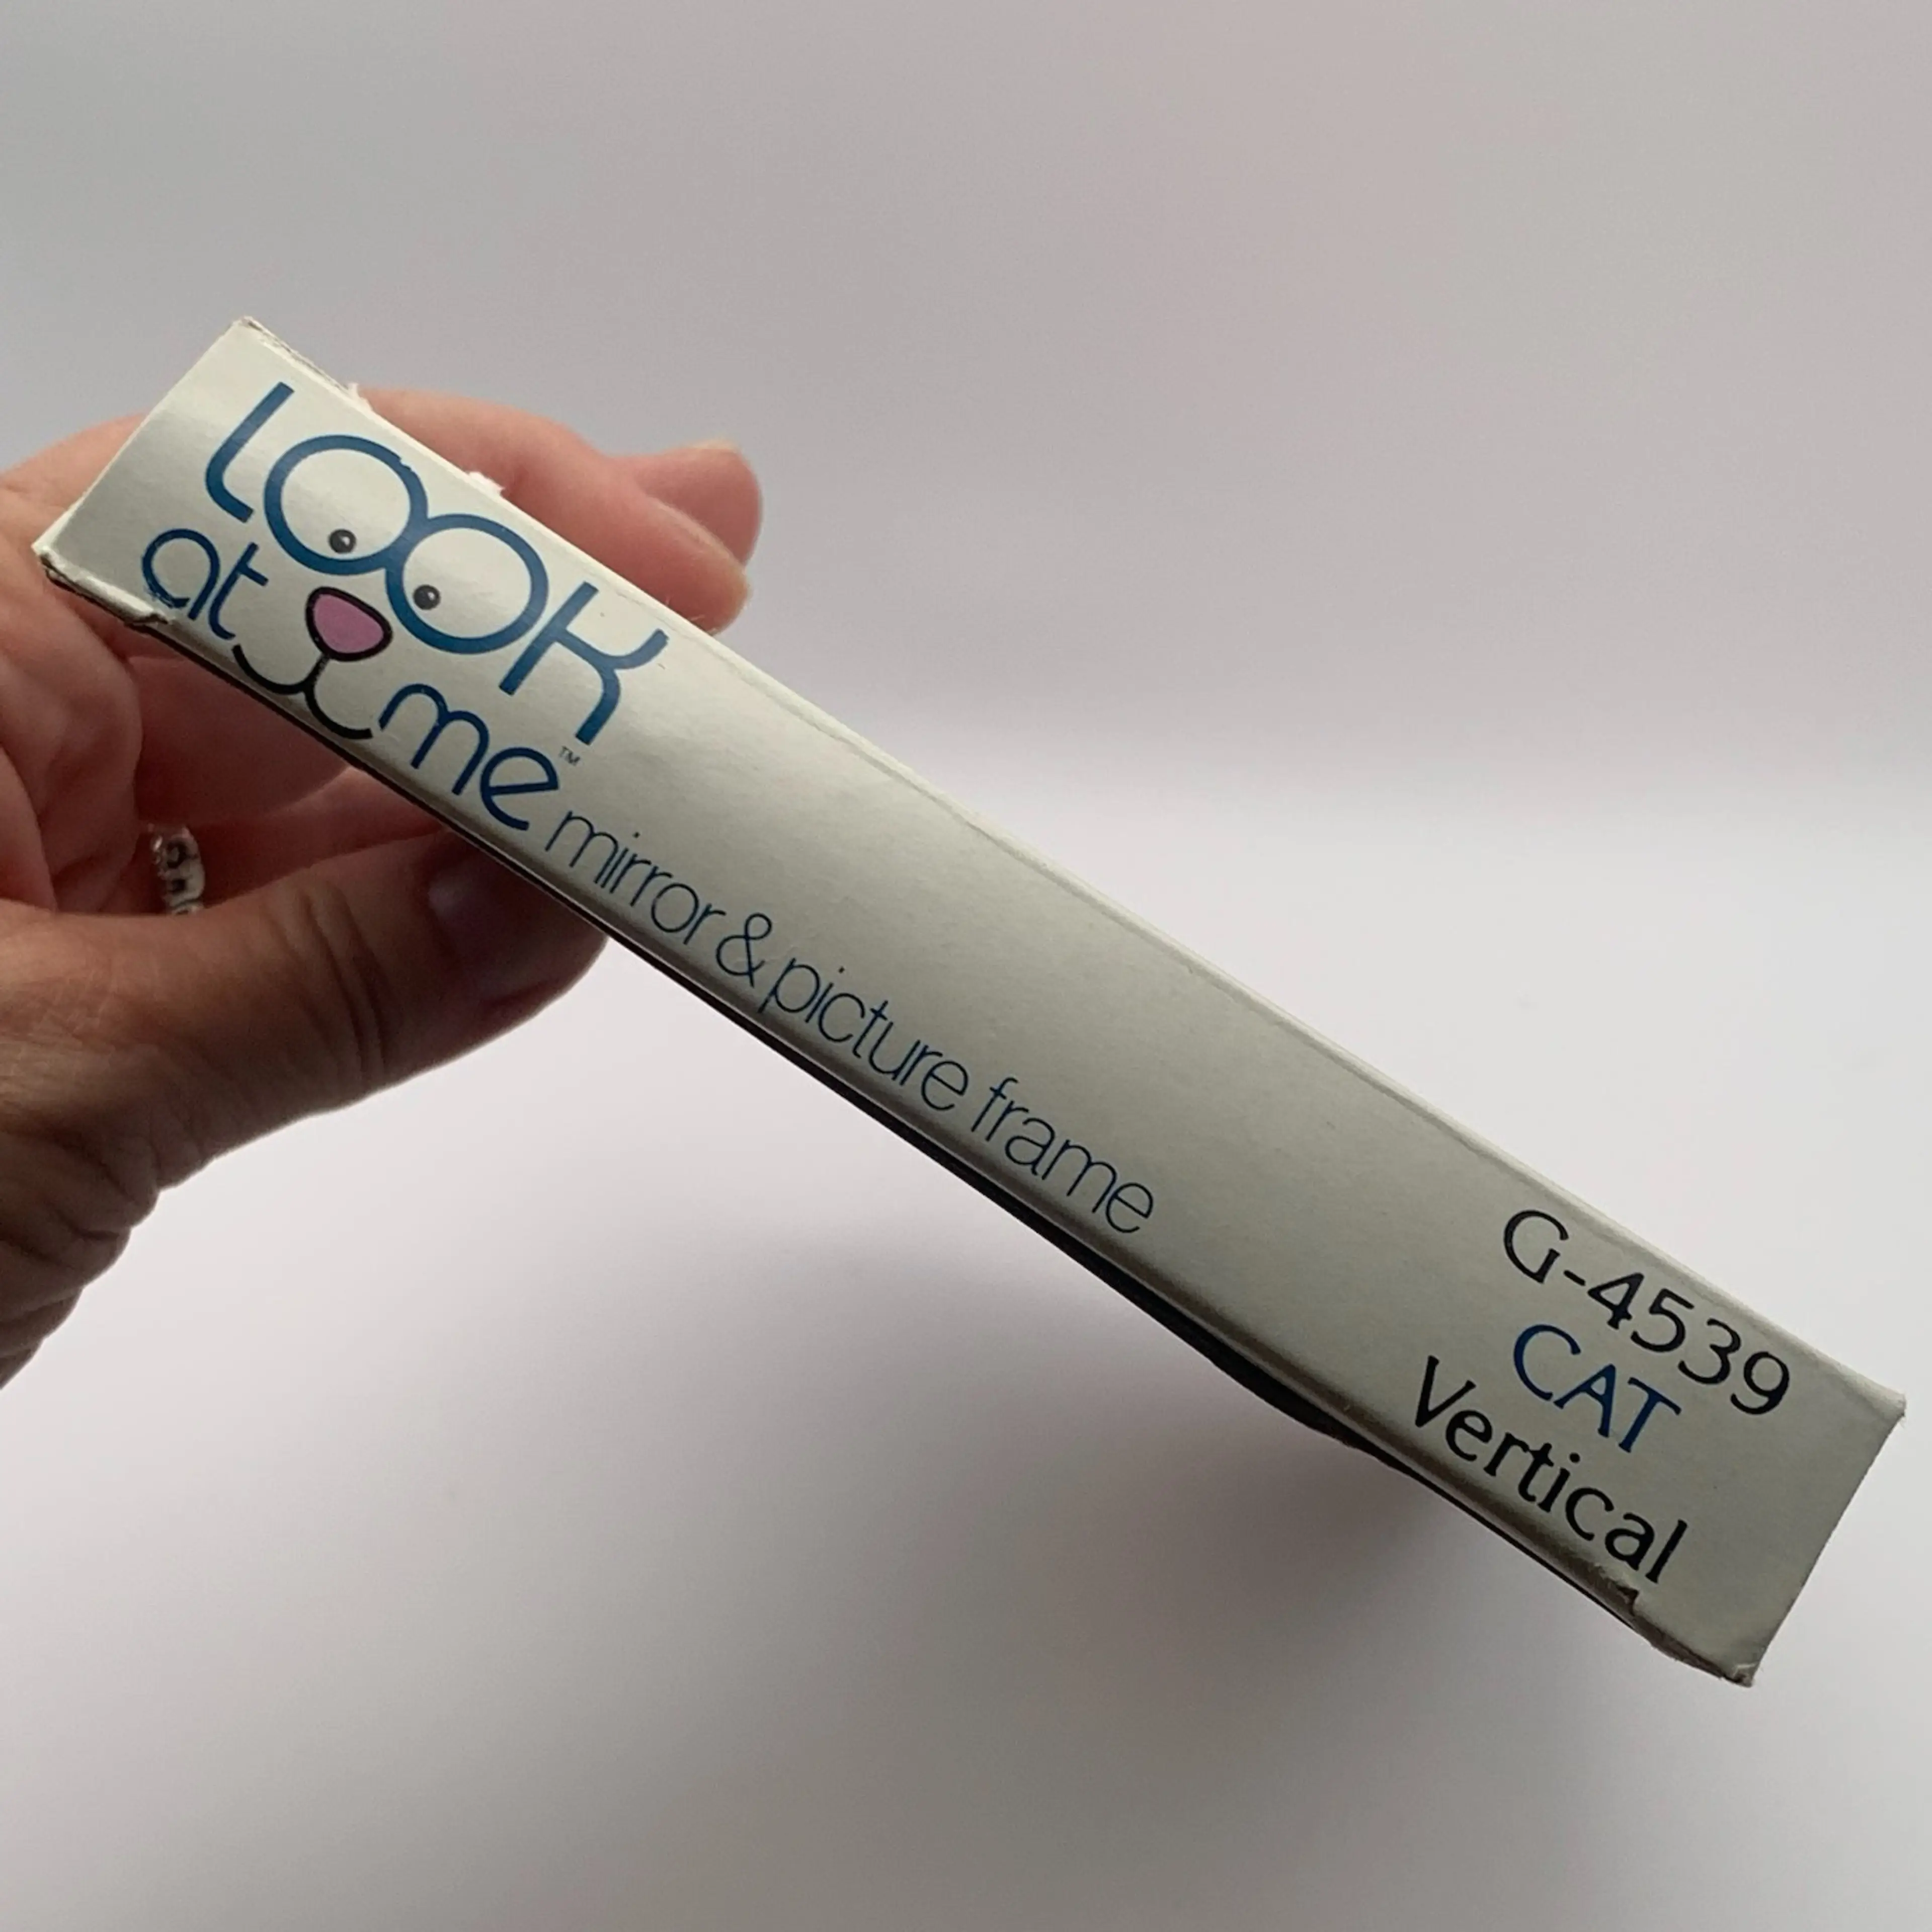 LOOK
at me™ mirror & picture frame
G-4539
CAT
Vertical